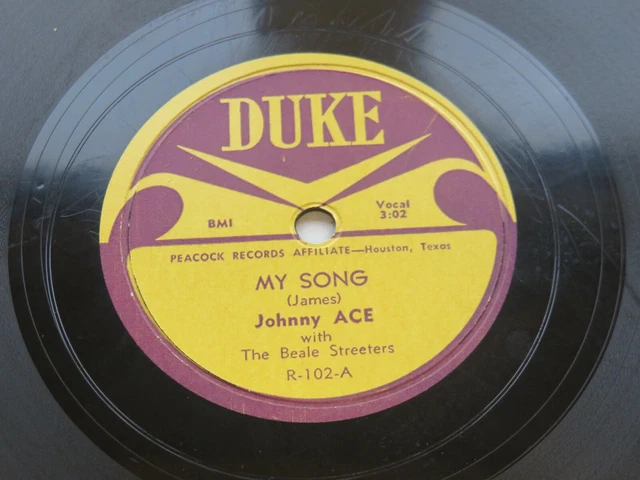 DUKE
BMI
Vocal
3:02
PEACOCK RECORDS AFFILIATE—Houston, Texas
MY SONG
(James)
Johnny ACE
with
The Beale Streeters
R-102-A